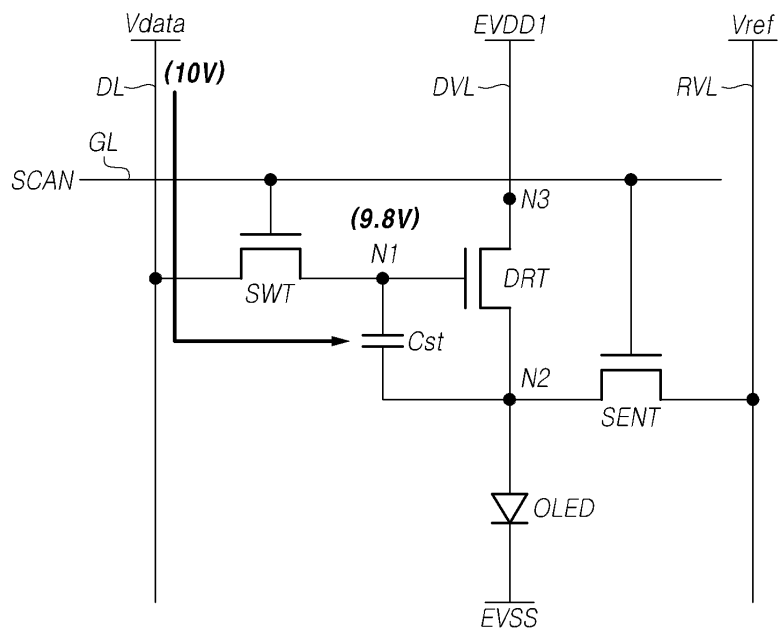 Vdata EVDD1 Vref
(10V)
DL DVL RVL
GL
SCAN
N3
(9.8V)
N1
DRT
SWT
Cst
N2
SENT
OLED
EVSS